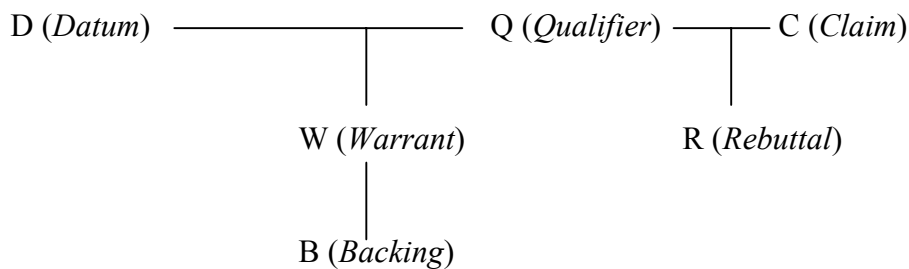 D (Datum) Q (Qualifier) C (Claim)
W (Warrant) R (Rebuttal)
B (Backing)